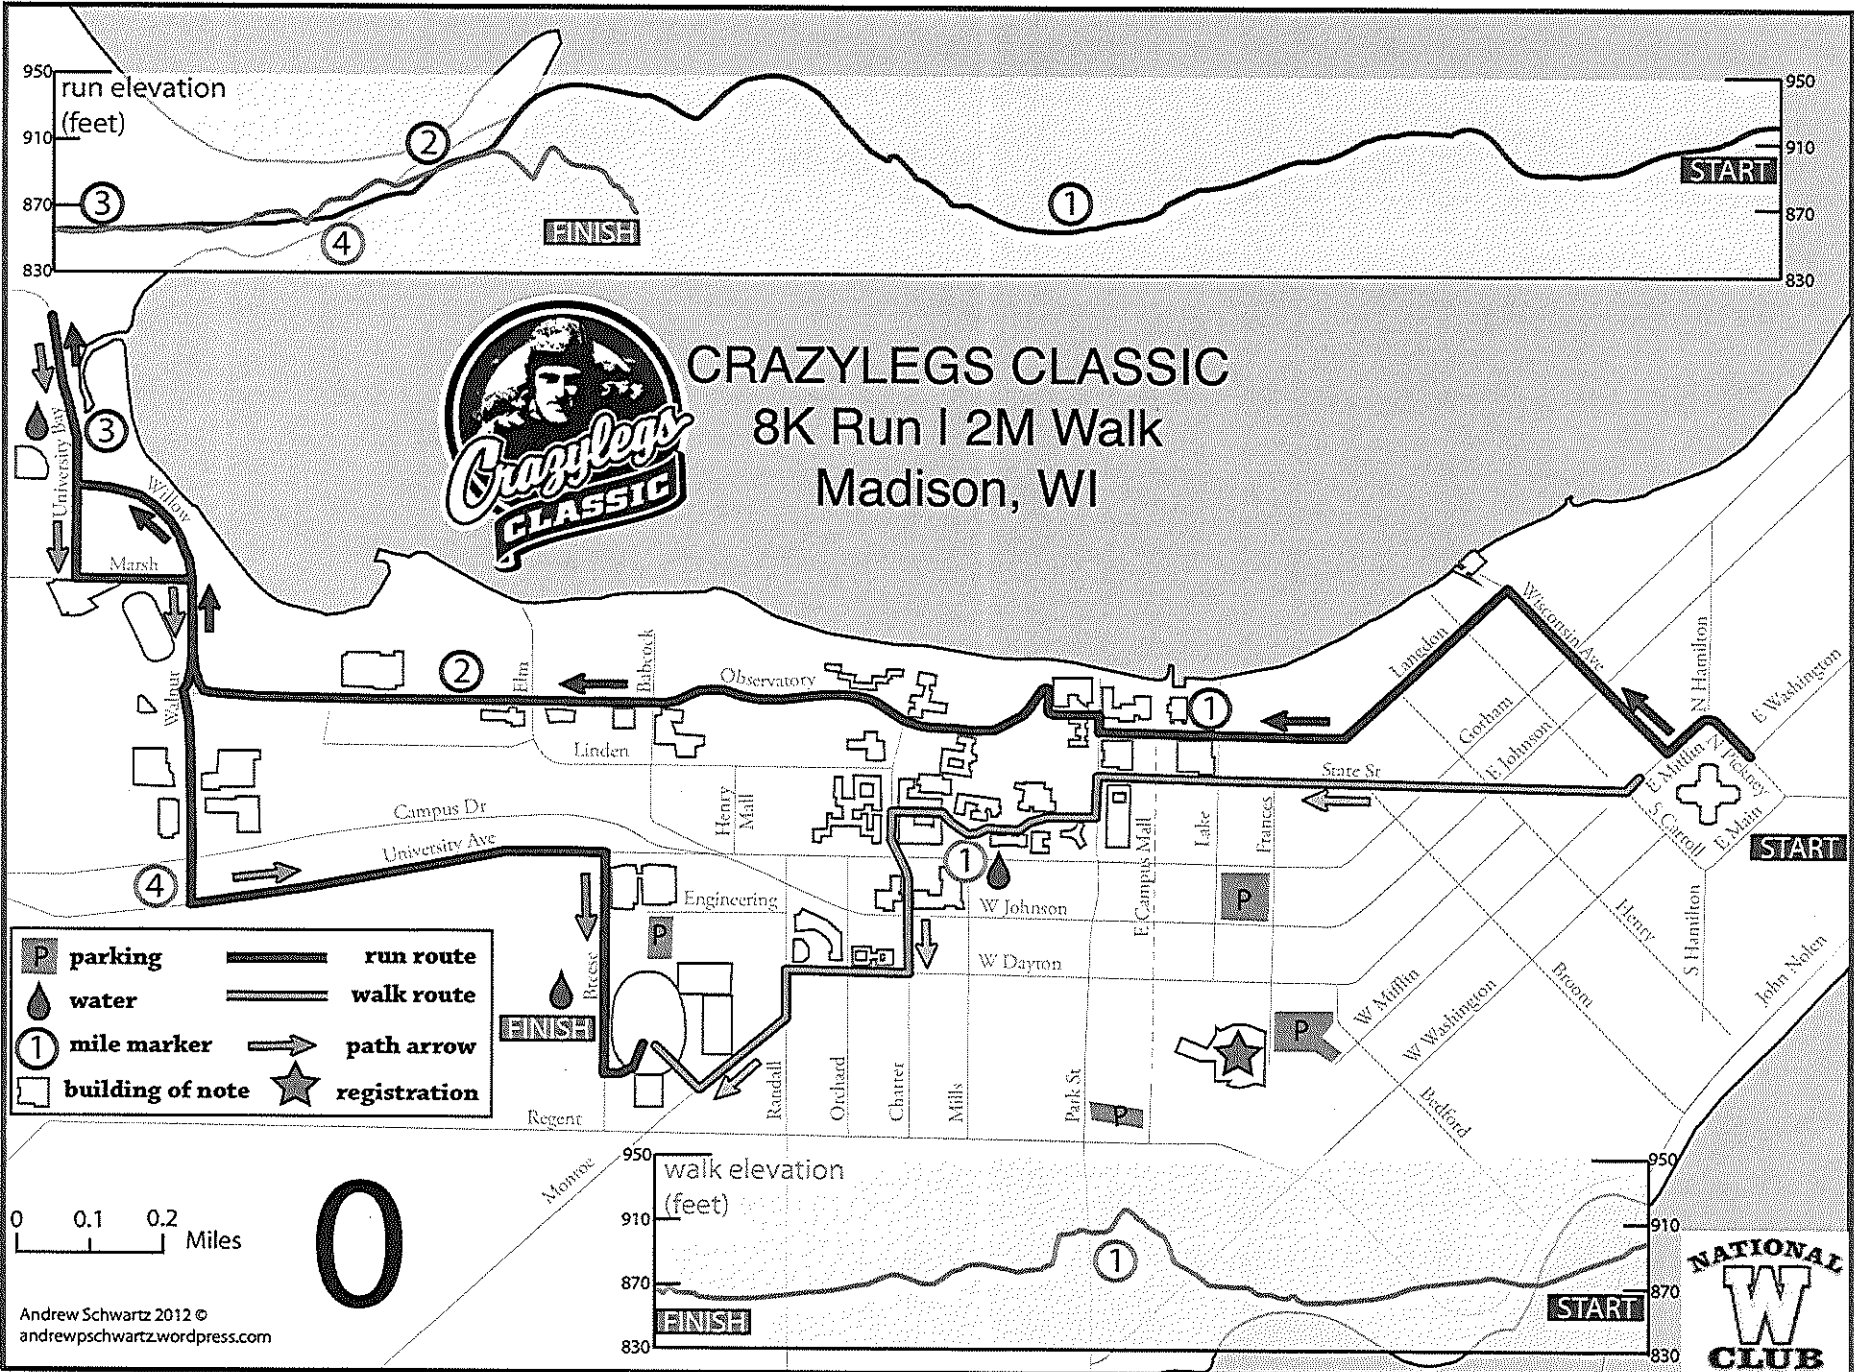 950
run elevation
(feet)
910
870
830
950
910
870
830
2
3
4
1
START
FINISH
CRAZYLEGS CLASSIC
8K Run | 2M Walk
Madison, WI
Crazylegs
CLASSIC
3
University Bay
Willow
Marsh
Walnut
2
Elm
Babcock
Observatory
Linden
1
Langdon
Wisconsin Ave
N Hamilton
E Washington
Gorham
E Johnson
State St
E Mifflin
N Pickney
S Carroll
E Main
START
Campus Dr
University Ave
Henry
Mall
1
E Campus Mall
Lake
Frances
4
Engineering
W Johnson
P
P
W Dayton
Henry
S Hamilton
Broom
John Nolen
W Mifflin
W Washington
Bedford
P
P
P parking
water
1 mile marker
building of note
run route
walk route
path arrow
registration
Breese
FINISH
Regent
Monroe
Randall
Orchard
Charter
Mills
Park St
0 0.1 0.2
Miles
0
950
walk elevation
(feet)
910
870
830
950
910
870
830
1
FINISH
START
Andrew Schwartz 2012 ©
andrewpschwartz.wordpress.com
NATIONAL
W
CLUB